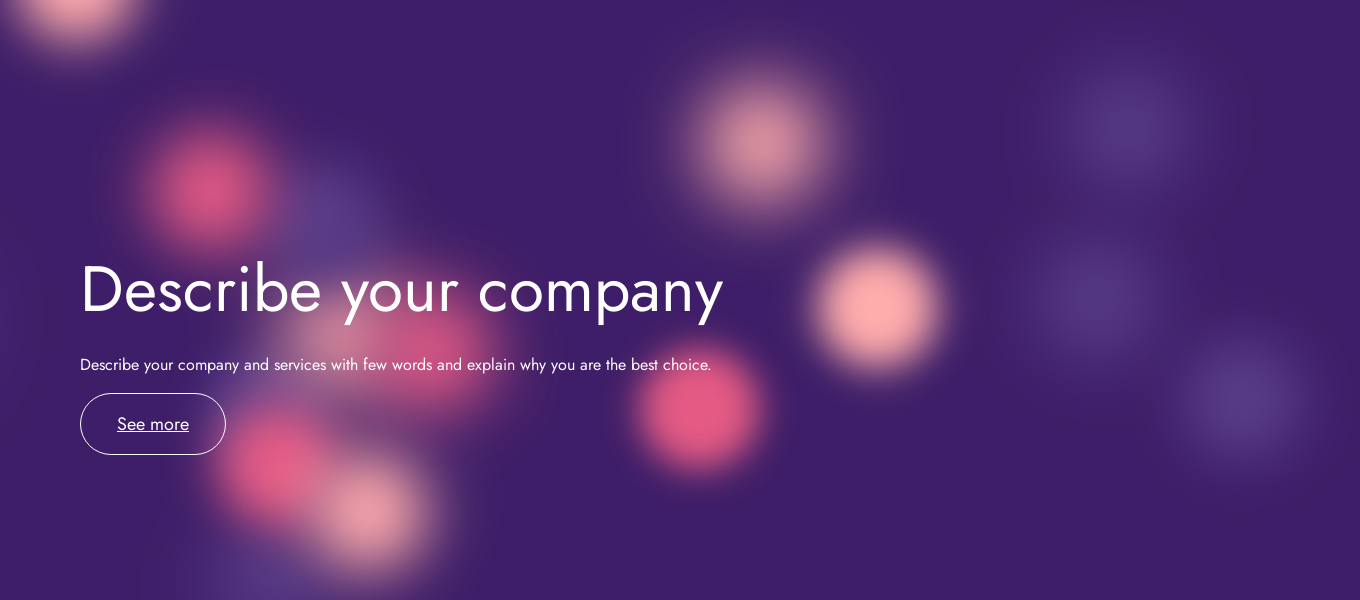 Describe your company
Describe your company and services with few words and explain why you are the best choice.
See more